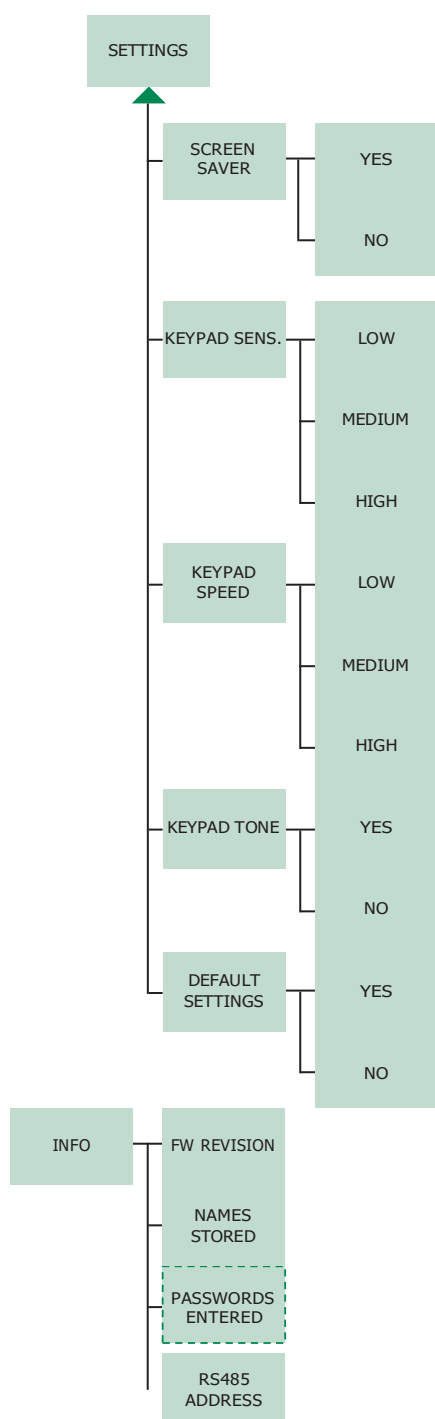 SETTINGS
SCREEN
SAVER
YES
NO
KEYPAD SENS.
LOW
MEDIUM
HIGH
KEYPAD
SPEED
LOW
MEDIUM
HIGH
KEYPAD TONE
YES
NO
DEFAULT
SETTINGS
YES
NO
INFO
FW REVISION
NAMES
STORED
PASSWORDS
ENTERED
RS485
ADDRESS